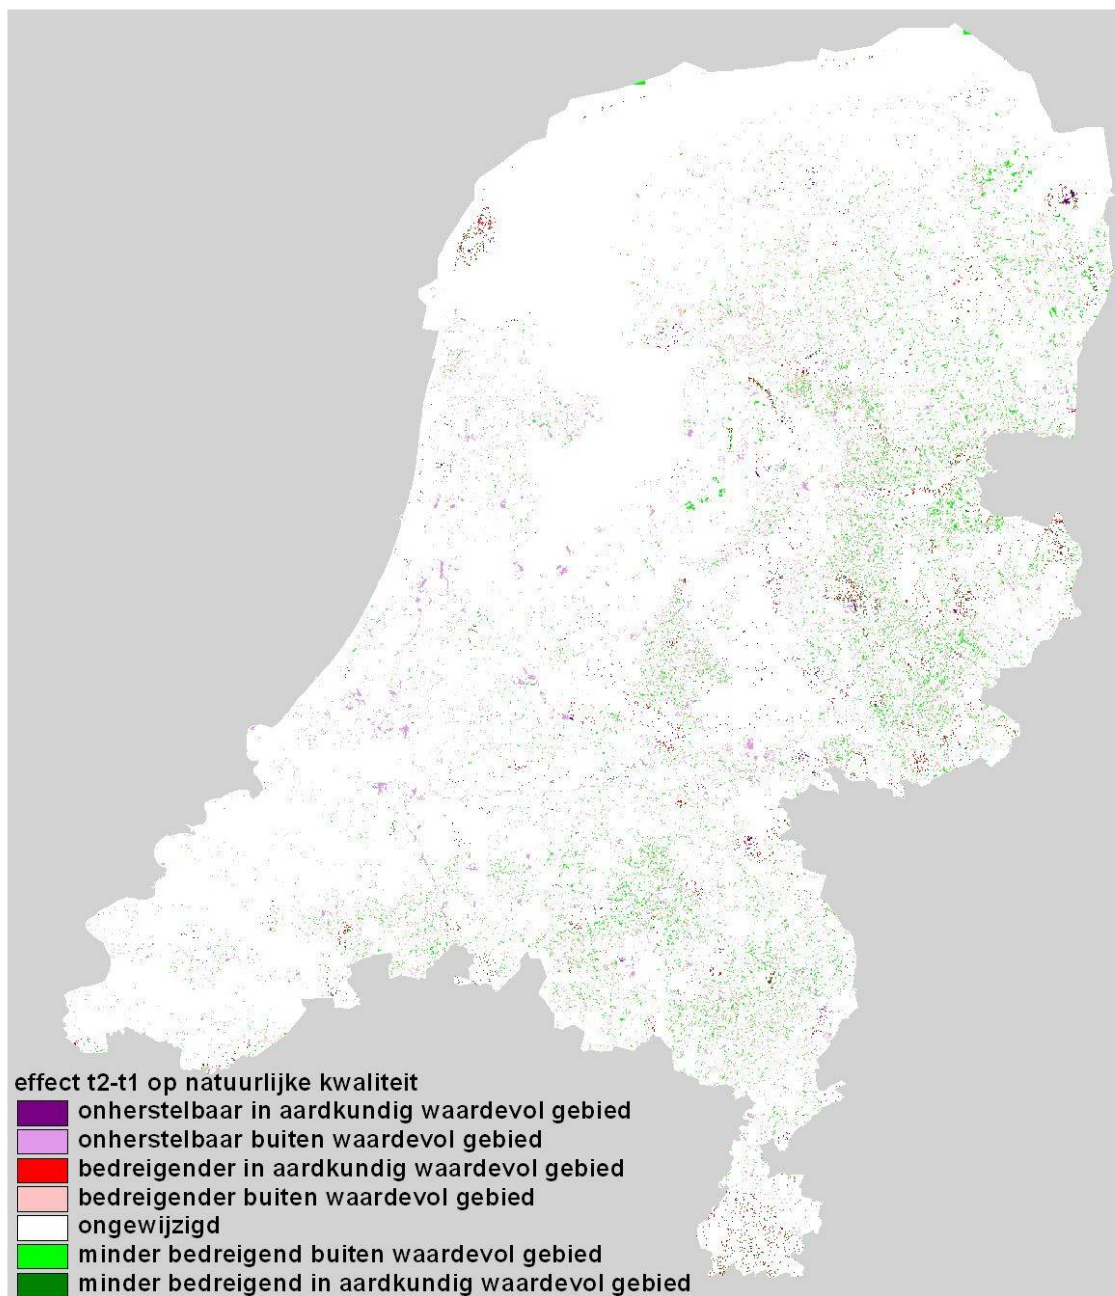 effect t2-t1 op natuurlijke kwaliteit
onherstelbaar in aardkundig waardevol gebied
onherstelbaar buiten waardevol gebied
bedreigender in aardkundig waardevol gebied
bedreigender buiten waardevol gebied
ongewijzigd
minder bedreigend buiten waardevol gebied
minder bedreigend in aardkundig waardevol gebied